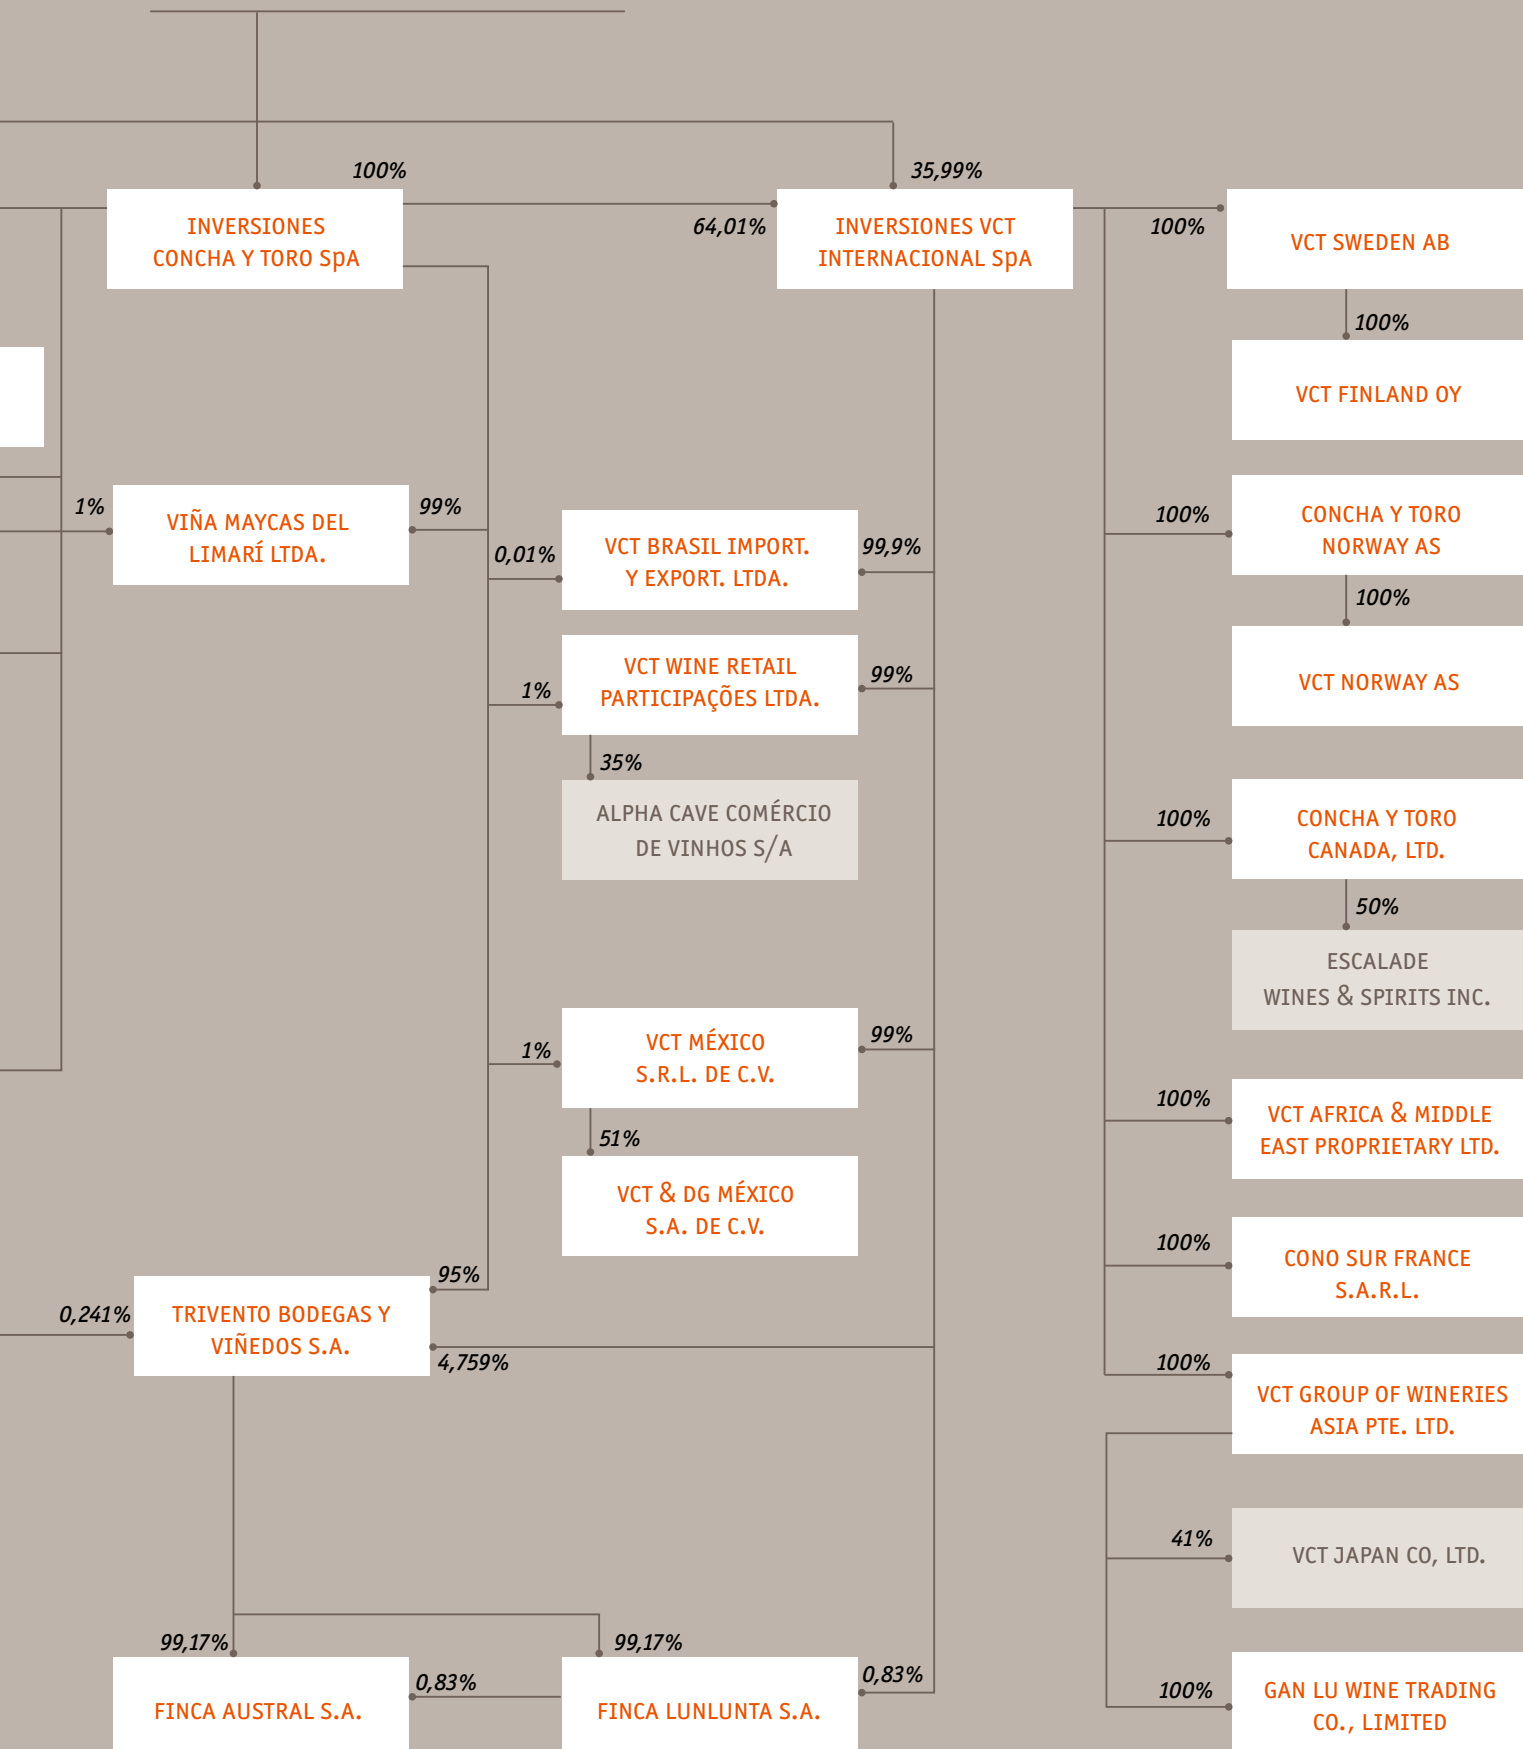 100%
35,99%
INVERSIONES
CONCHA Y TORO SpA
64,01%
INVERSIONES VCT
INTERNACIONAL SpA
100%
VCT SWEDEN AB
100%
VCT FINLAND OY
1%
VIÑA MAYCAS DEL
LIMARÍ LTDA.
99%
0,01%
VCT BRASIL IMPORT.
Y EXPORT. LTDA.
99,9%
100%
CONCHA Y TORO
NORWAY AS
100%
VCT NORWAY AS
1%
VCT WINE RETAIL
PARTICIPAÇÕES LTDA.
99%
35%
ALPHA CAVE COMÉRCIO
DE VINHOS S/A
100%
CONCHA Y TORO
CANADA, LTD.
50%
ESCALADE
WINES & SPIRITS INC.
1%
VCT MÉXICO
S.R.L. DE C.V.
99%
51%
VCT & DG MÉXICO
S.A. DE C.V.
100%
VCT AFRICA & MIDDLE
EAST PROPRIETARY LTD.
100%
CONO SUR FRANCE
S.A.R.L.
0,241%
TRIVENTO BODEGAS Y
VIÑEDOS S.A.
95%
4,759%
100%
VCT GROUP OF WINERIES
ASIA PTE. LTD.
41%
VCT JAPAN CO, LTD.
99,17%
FINCA AUSTRAL S.A.
0,83%
99,17%
FINCA LUNLUNTA S.A.
0,83%
100%
GAN LU WINE TRADING
CO., LIMITED